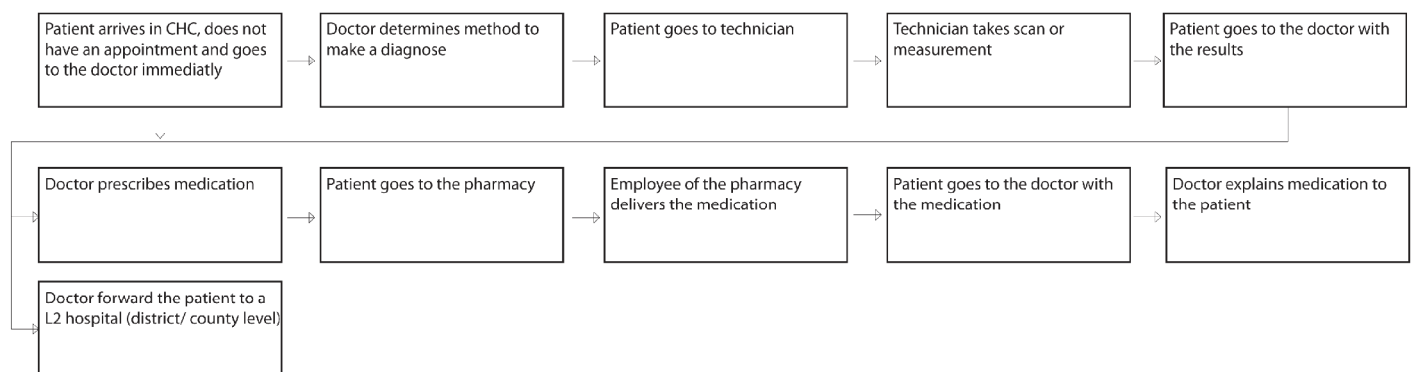 Patient arrives in CHC, does not
have an appointment and goes
to the doctor immediatly
Doctor determines method to
make a diagnose
Patient goes to technician
Technician takes scan or
measurement
Patient goes to the doctor with
the results
Doctor prescribes medication
Patient goes to the pharmacy
Employee of the pharmacy
delivers the medication
Patient goes to the doctor with
the medication
Doctor explains medication to
the patient
Doctor forward the patient to a
L2 hospital (district/ county level)